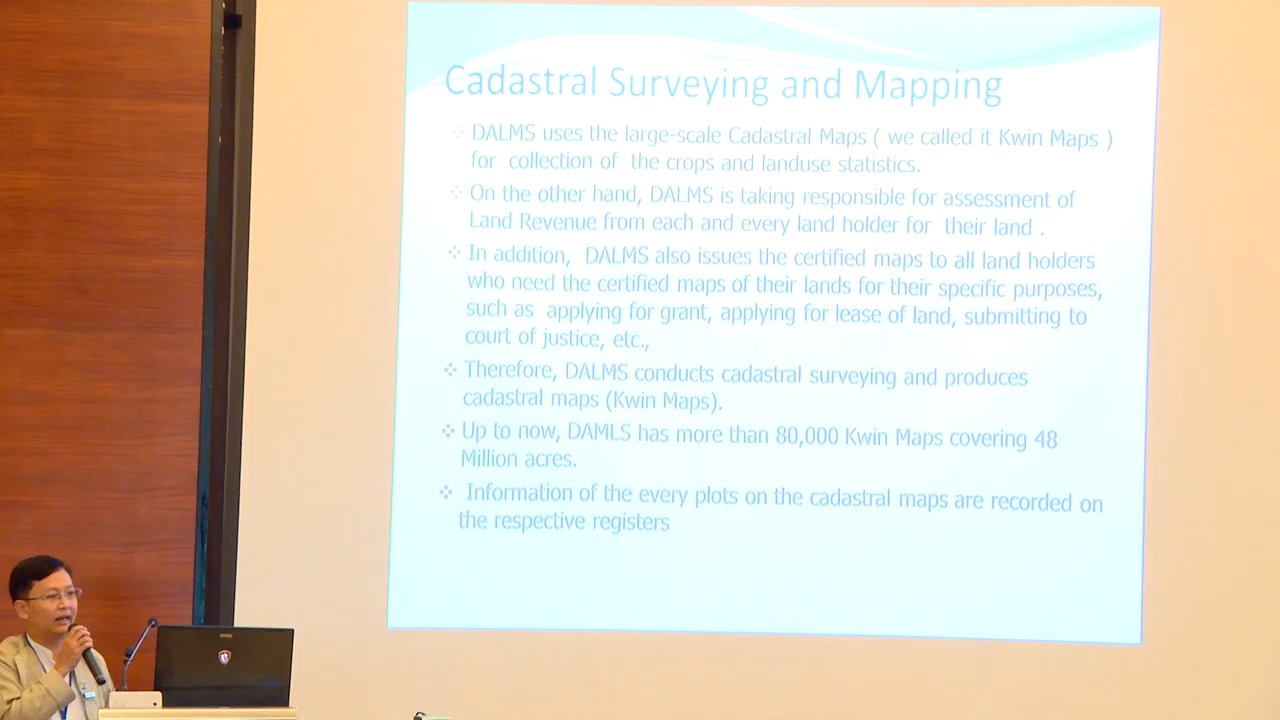 Cadastral Surveying and Mapping
DALMS uses the large-scale Cadastral Maps ( we called it Kwin Maps )
for collection of the crops and landuse statistics.
On the other hand, DALMS is taking responsible for assessment of
Land Revenue from each and every land holder for their land .
In addition, DALMS also issues the certified maps to all land holders
who need the certified maps of their lands for their specific purposes,
such as applying for grant, applying for lease of land, submitting to
court of justice, etc.,
Therefore, DALMS conducts cadastral surveying and produces
cadastral maps (Kwin Maps).
Up to now, DAMLS has more than 80,000 Kwin Maps covering 48
Million acres.
Information of the every plots on the cadastral maps are recorded on
the respective registers